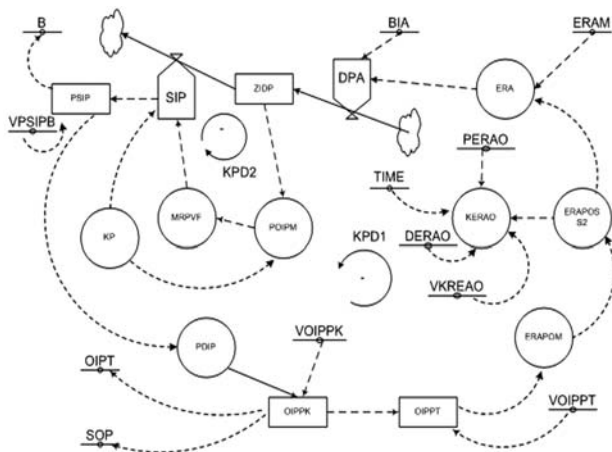 B
BIA
ERAM
PSIP
SIP
ZIDP
DPA
ERA
VPSIPB
KPD2
PERAO
TIME
KP
MRPVF
POIPM
KERAO
ERAPOS
S2
DERAO
KPD1
VKREAO
PDIP
VOIPPK
ERAPOM
OIPT
OIPPK
OIPPT
VOIPPT
SOP